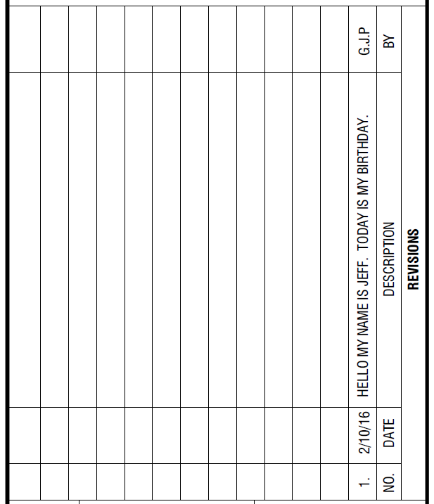 1. 2/10/16 HELLO MY NAME IS JEFF. TODAY IS MY BIRTHDAY. G.J.P
NO. DATE DESCRIPTION BY
REVISIONS